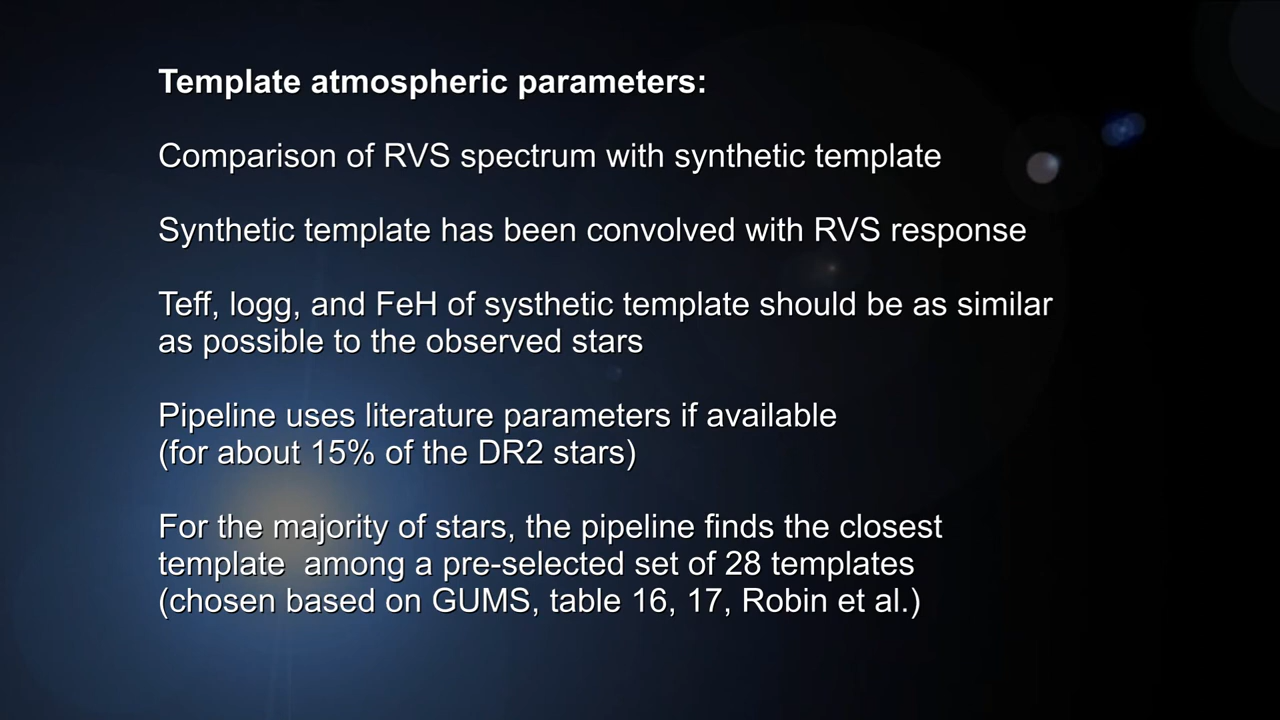 Template atmospheric parameters:
Comparison of RVS spectrum with synthetic template
Synthetic template has been convolved with RVS response
Teff, logg, and FeH of systhetic template should be as similar
as possible to the observed stars
Pipeline uses literature parameters if available
(for about 15% of the DR2 stars)
For the majority of stars, the pipeline finds the closest
template  among a pre-selected set of 28 templates
(chosen based on GUMS, table 16, 17, Robin et al.)